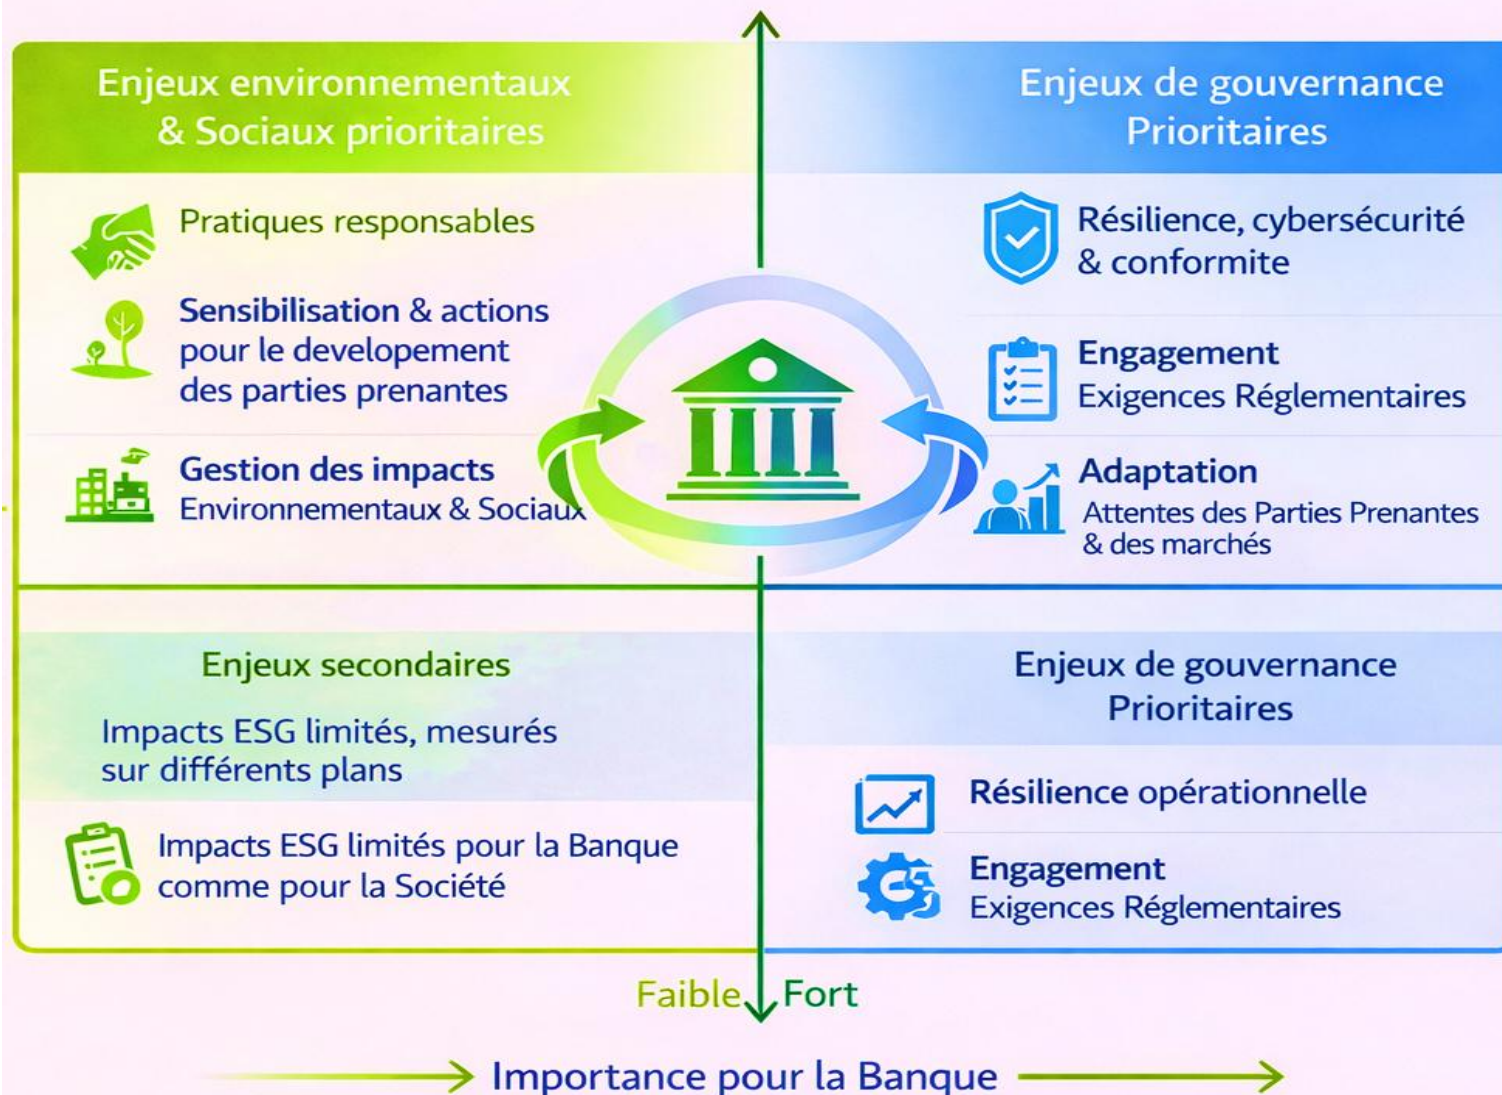 Enjeux environnementaux
& Sociaux prioritaires
Pratiques responsables
Sensibilisation & actions
pour le developement
des parties prenantes
Gestion des impacts
Environnementaux & Sociaux
Enjeux de gouvernance
Prioritaires
Résilience, cybersécurité
& conformite
Engagement
Exigences Réglementaires
Adaptation
Attentes des Parties Prenantes
& des marchés
Enjeux secondaires
Impacts ESG limités, mesurés
sur différents plans
Impacts ESG limités pour la Banque
comme pour la Société
Enjeux de gouvernance
Prioritaires
Résilience opérationnelle
Engagement
Exigences Réglementaires
Faible Fort
Importance pour la Banque